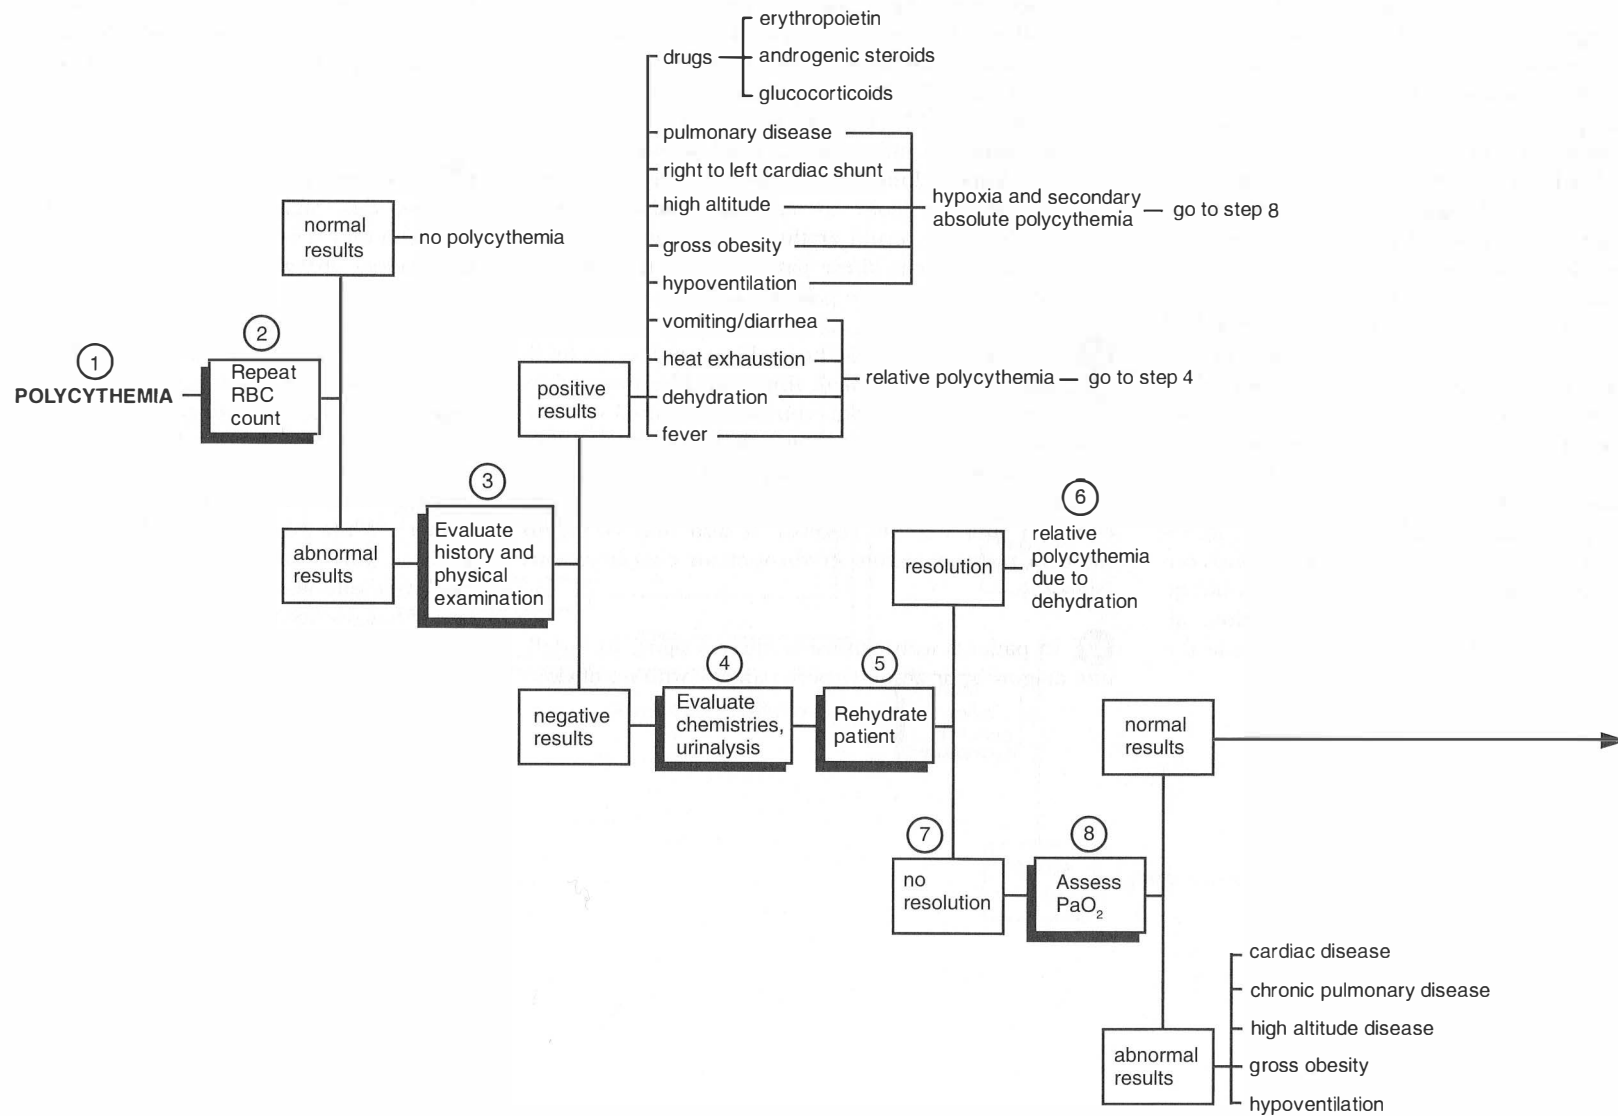 erythropoietin
drugs
androgenic steroids
glucocorticoids
pulmonary disease
right to left cardiac shunt
high altitude
gross obesity
hypoventilation
hypoxia and secondary
absolute polycythemia
go to step 8
vomiting/diarrhea
heat exhaustion
dehydration
fever
relative polycythemia
go to step 4
normal
results
no polycythemia
1
POLYCYTHEMIA
2
Repeat
RBC
count
positive
results
abnormal
results
3
Evaluate
history and
physical
examination
negative
results
4
Evaluate
chemistries,
urinalysis
5
Rehydrate
patient
resolution
6
relative
polycythemia
due to
dehydration
7
no
resolution
8
Assess
PaO₂
normal
results
abnormal
results
cardiac disease
chronic pulmonary disease
high altitude disease
gross obesity
hypoventilation